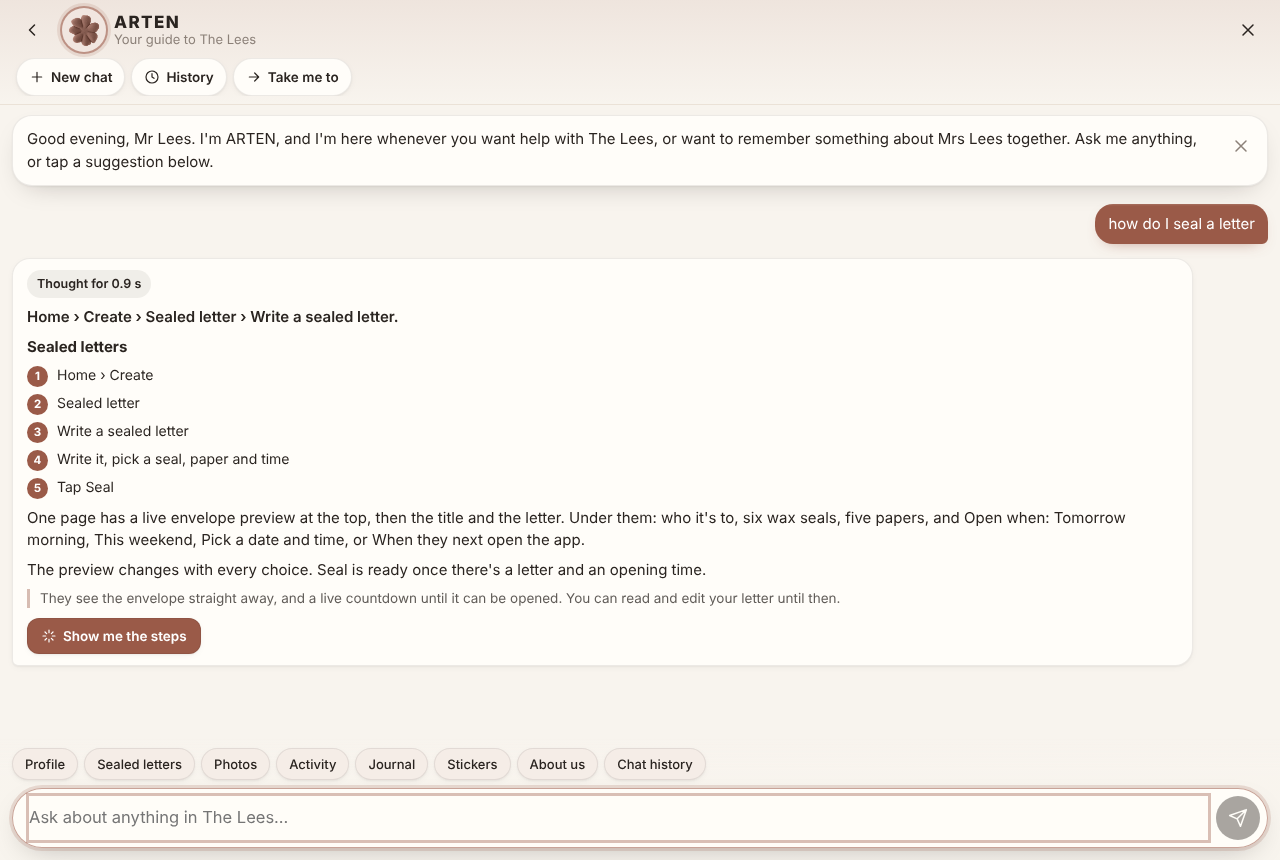 ARTEN
Your guide to The Lees
New chat
History
Take me to
Good evening, Mr Lees. I'm ARTEN, and I'm here whenever you want help with The Lees, or want to remember something about Mrs Lees together. Ask me anything,
or tap a suggestion below.
how do I seal a letter
Thought for 0.9 s
Home › Create › Sealed letter › Write a sealed letter.
Sealed letters
1 Home › Create
2 Sealed letter
3 Write a sealed letter
4 Write it, pick a seal, paper and time
5 Tap Seal
One page has a live envelope preview at the top, then the title and the letter. Under them: who it's to, six wax seals, five papers, and Open when: Tomorrow
morning, This weekend, Pick a date and time, or When they next open the app.
The preview changes with every choice. Seal is ready once there's a letter and an opening time.
They see the envelope straight away, and a live countdown until it can be opened. You can read and edit your letter until then.
Show me the steps
Profile
Sealed letters
Photos
Activity
Journal
Stickers
About us
Chat history
Ask about anything in The Lees...